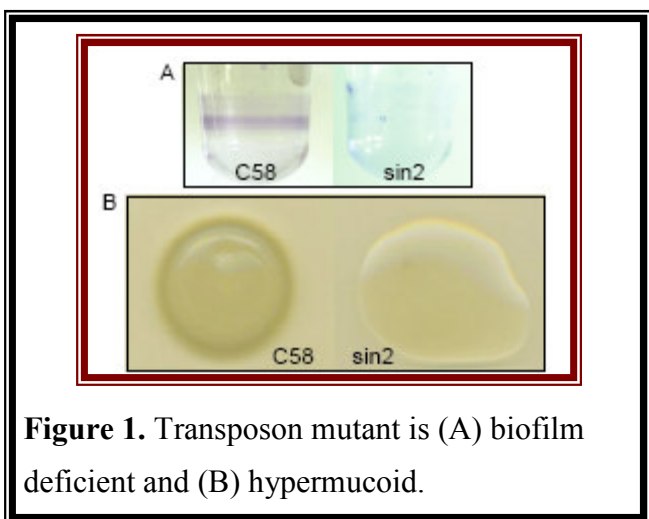 A
C58 sin2
B
C58 sin2
Figure 1. Transposon mutant is (A) biofilm
deficient and (B) hypermucoid.